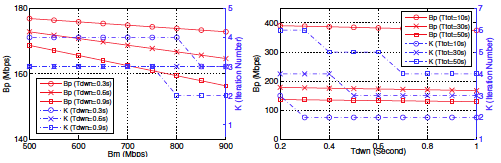 180
160
140
Bp (Mbps)
500
600
700
800
900
Bm (Mbps)
5
4
3
2
1
K (Iteration Number)
Bp (Tdwn=0.3s)
Bp (Tdwn=0.6s)
Bp (Tdwn=0.9s)
K (Tdwn=0.3s)
K (Tdwn=0.6s)
K (Tdwn=0.9s)
400
300
200
100
0
Bp (Mbps)
0.2
0.4
0.6
0.8
1
Tdwn (Second)
7
6
5
4
3
2
1
K (Iteration Number)
Bp (Ttot=10s)
Bp (Ttot=30s)
Bp (Ttot=50s)
K (Ttot=10s)
K (Ttot=30s)
K (Ttot=50s)